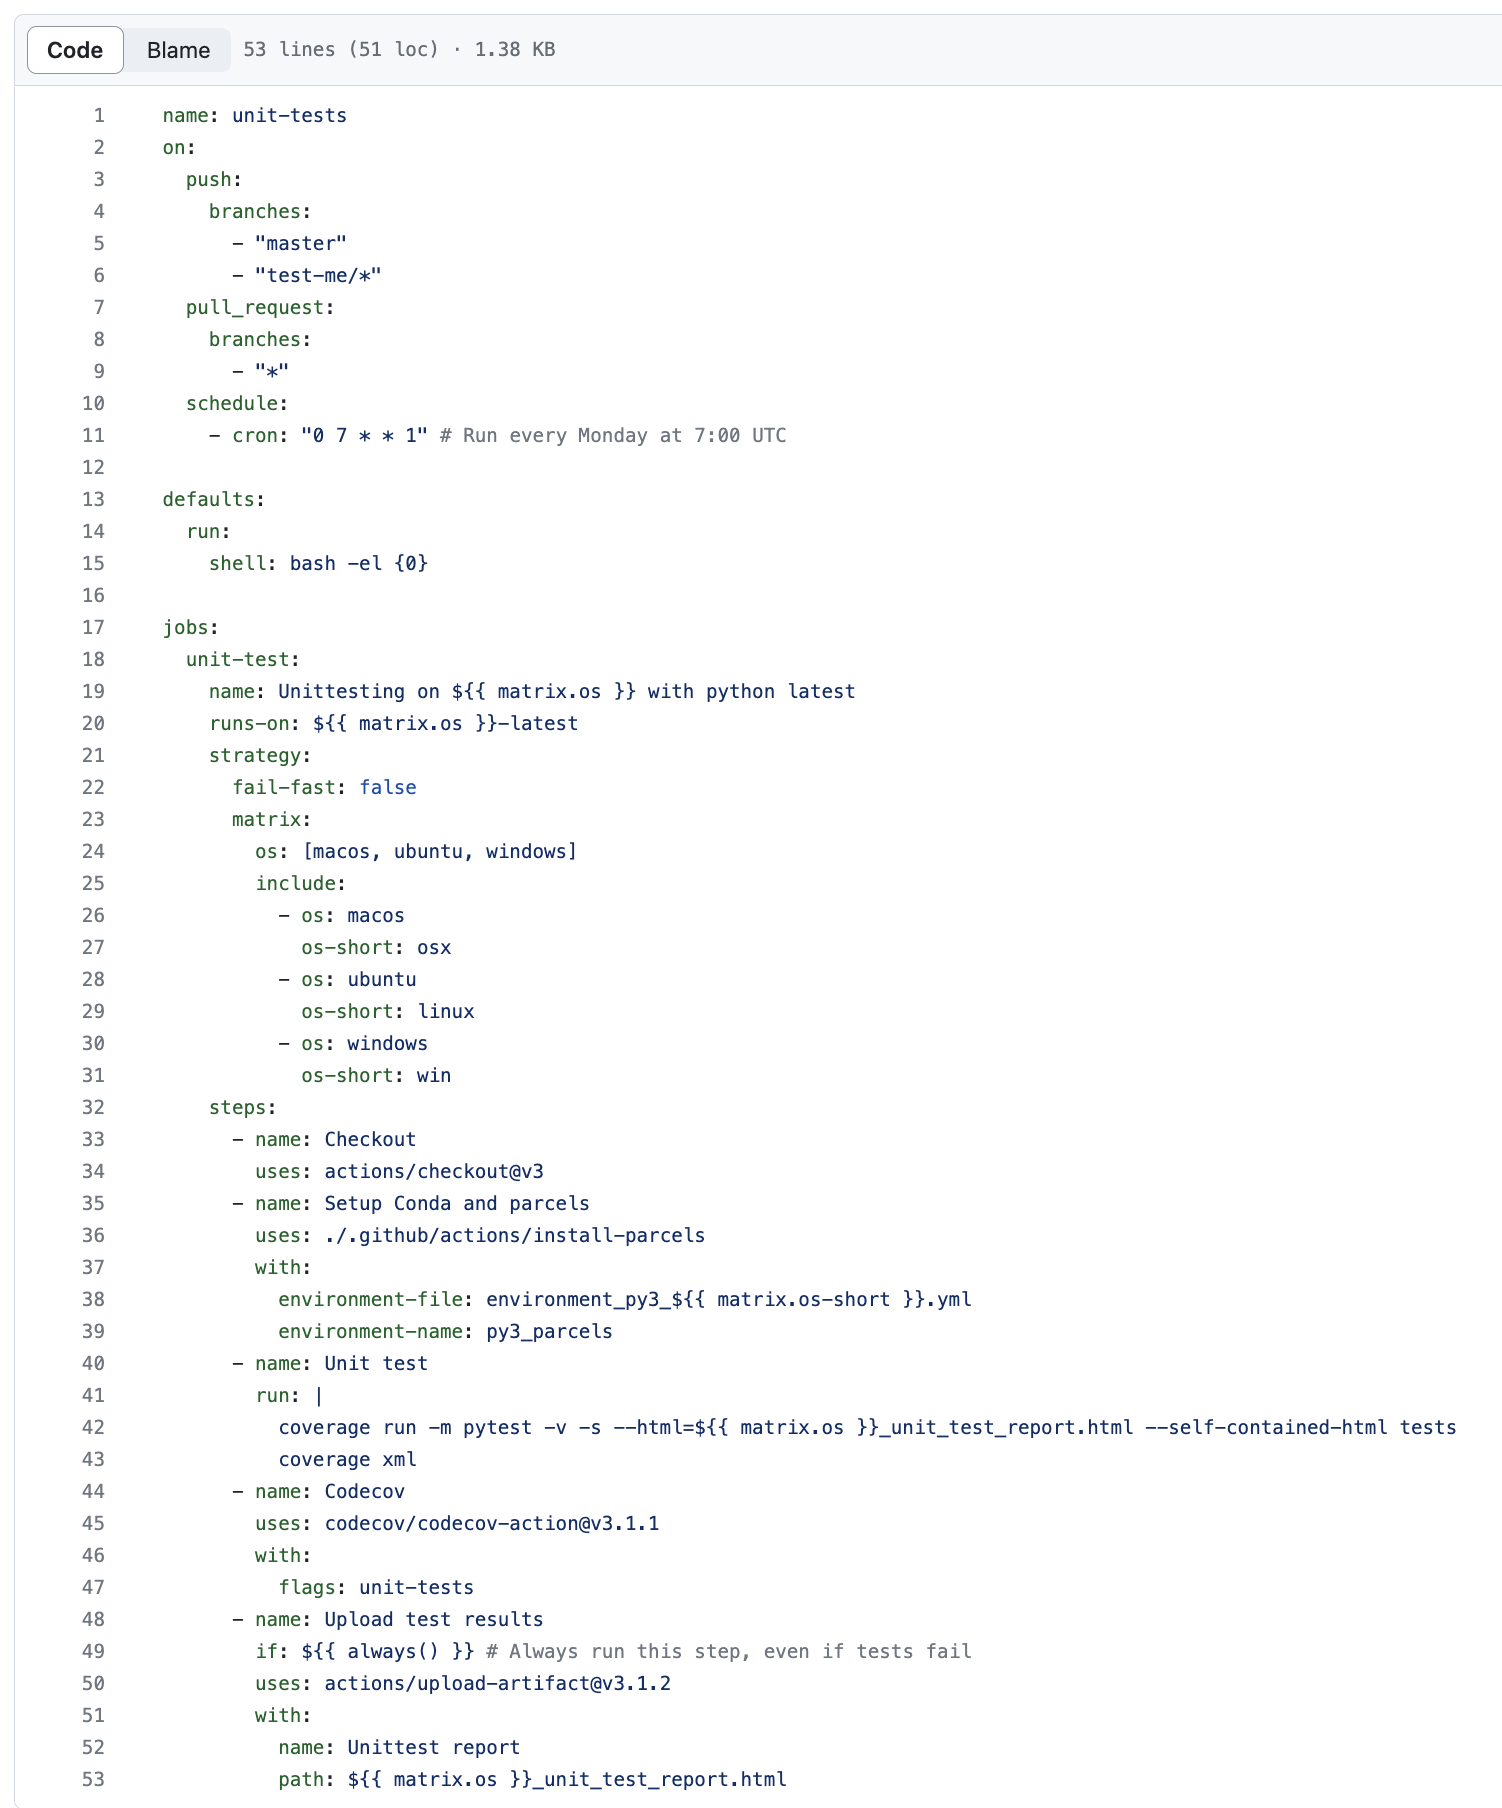 Code Blame 53 lines (51 loc) · 1.38 KB
1 name: unit-tests
2 on:
3   push:
4     branches:
5       - "master"
6       - "test-me/*"
7   pull_request:
8     branches:
9       - "*"
10   schedule:
11     - cron: "0 7 * * 1" # Run every Monday at 7:00 UTC
12
13 defaults:
14   run:
15     shell: bash -el {0}
16
17 jobs:
18   unit-test:
19     name: Unittesting on ${{ matrix.os }} with python latest
20     runs-on: ${{ matrix.os }}-latest
21     strategy:
22       fail-fast: false
23       matrix:
24         os: [macos, ubuntu, windows]
25         include:
26           - os: macos
27             os-short: osx
28           - os: ubuntu
29             os-short: linux
30           - os: windows
31             os-short: win
32     steps:
33       - name: Checkout
34         uses: actions/checkout@v3
35       - name: Setup Conda and parcels
36         uses: ./.github/actions/install-parcels
37         with:
38           environment-file: environment_py3_${{ matrix.os-short }}.yml
39           environment-name: py3_parcels
40       - name: Unit test
41         run: |
42           coverage run -m pytest -v -s --html=${{ matrix.os }}_unit_test_report.html --self-contained-html tests
43           coverage xml
44       - name: Codecov
45         uses: codecov/codecov-action@v3.1.1
46         with:
47           flags: unit-tests
48       - name: Upload test results
49         if: ${{ always() }} # Always run this step, even if tests fail
50         uses: actions/upload-artifact@v3.1.2
51         with:
52           name: Unittest report
53           path: ${{ matrix.os }}_unit_test_report.html